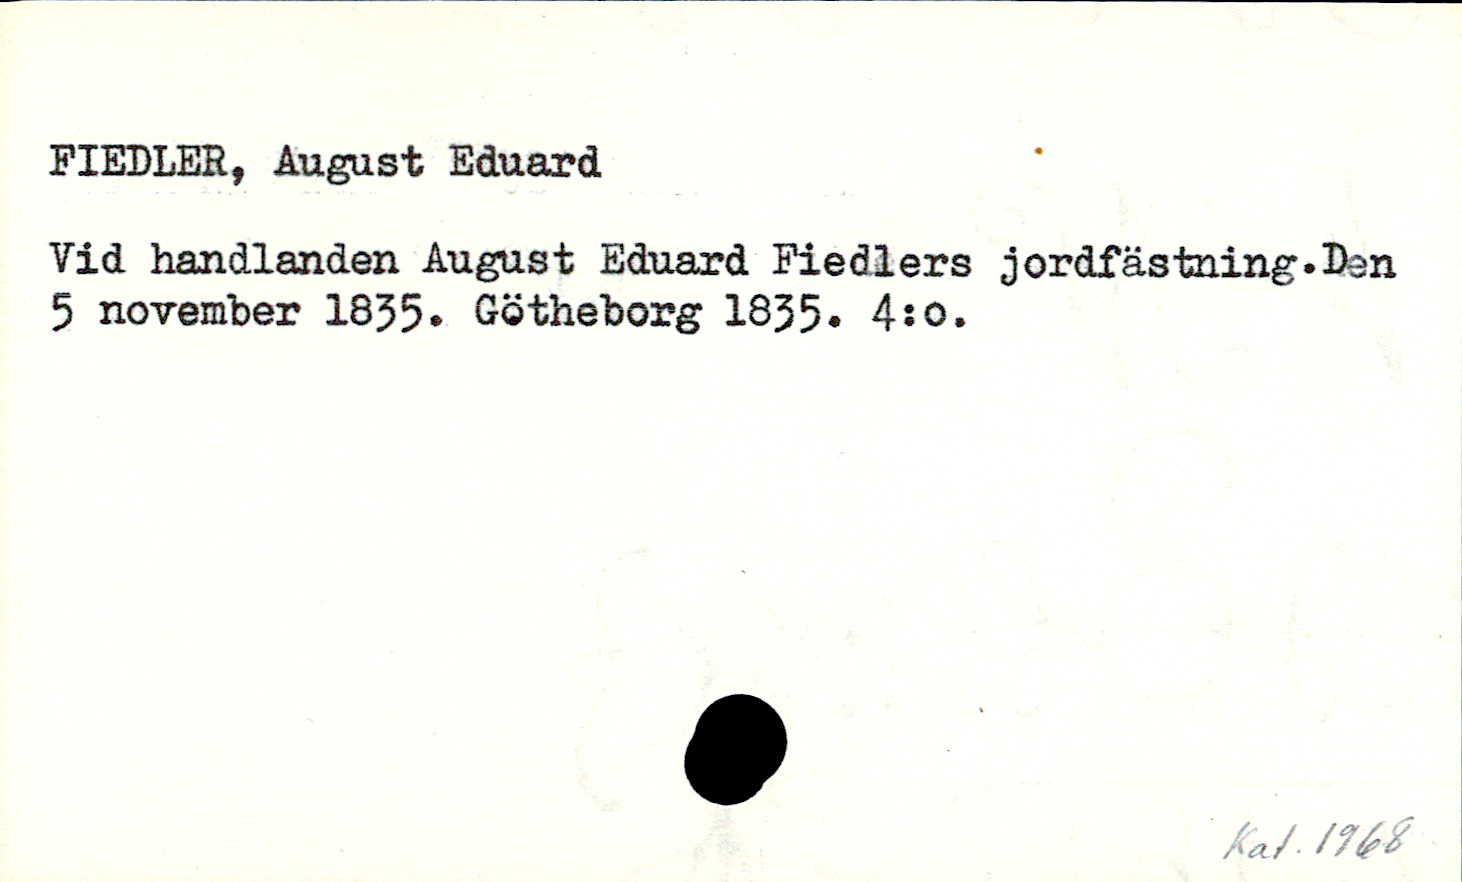 FIEDLER, August Eduard
Vid handlanden August Eduard Fiedlers jordfästning.Den
5 november 1835. Götheborg 1835. 4:o.
Kat. 1968